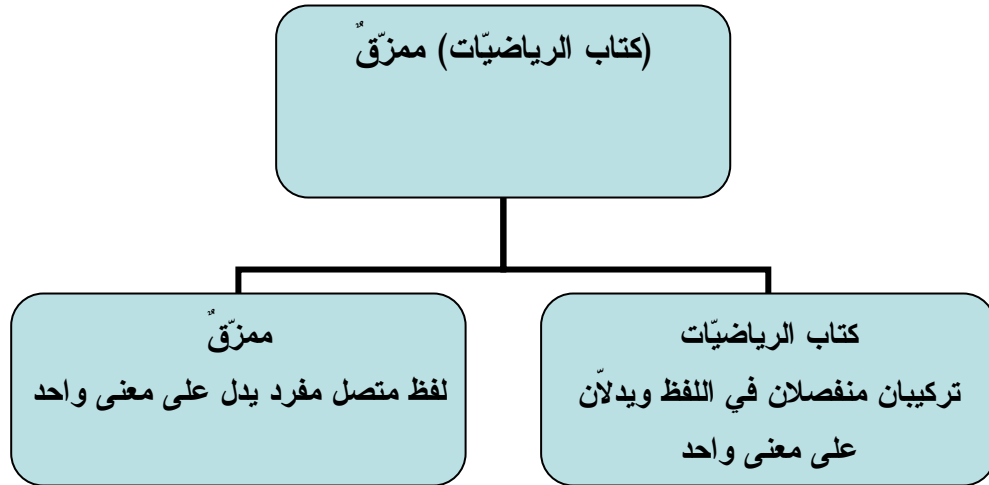 (كتاب الرياضيّات) ممزّقٌ
كتاب الرياضيّات
تركيبان منفصلان في اللفظ ويدلاّن
على معنى واحد
ممزّقٌ
لفظ متصل مفرد يدل على معنى واحد